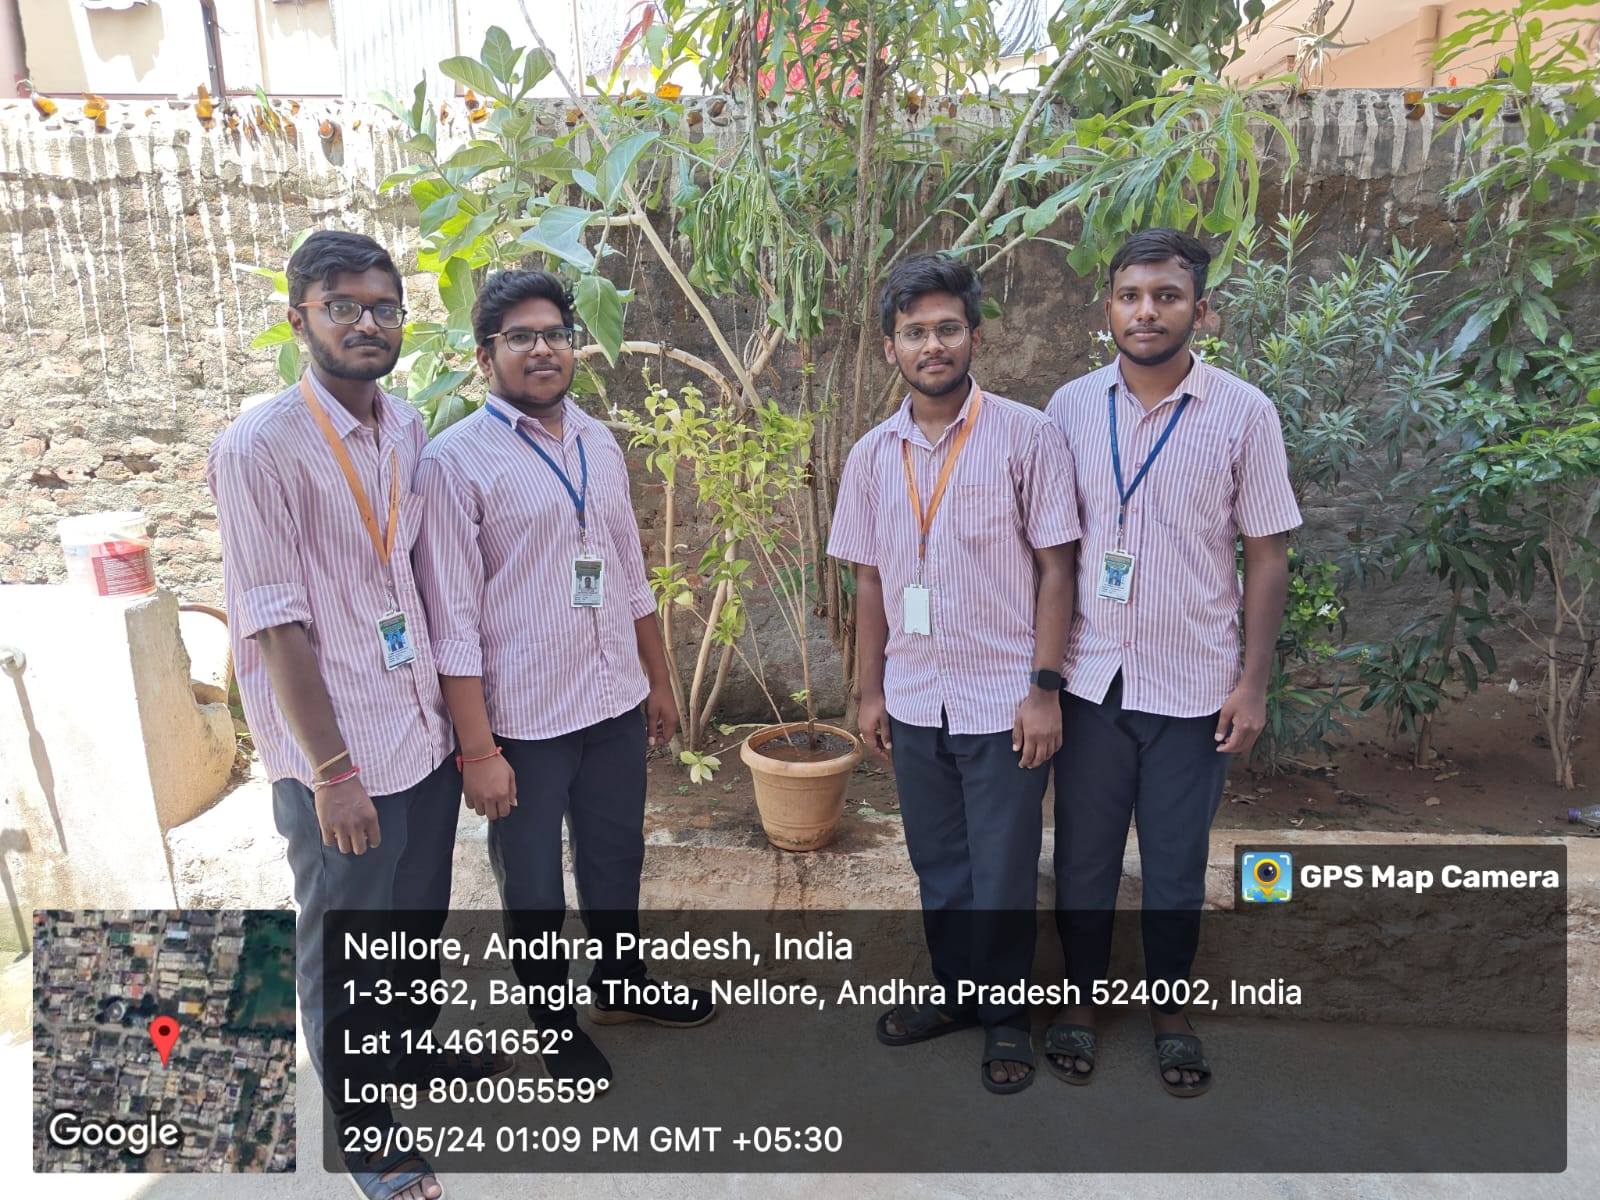 GPS Map Camera
Nellore, Andhra Pradesh, India
1-3-362, Bangla Thota, Nellore, Andhra Pradesh 524002, India
Lat 14.461652°
Long 80.005559°
29/05/24 01:09 PM GMT +05:30
Google